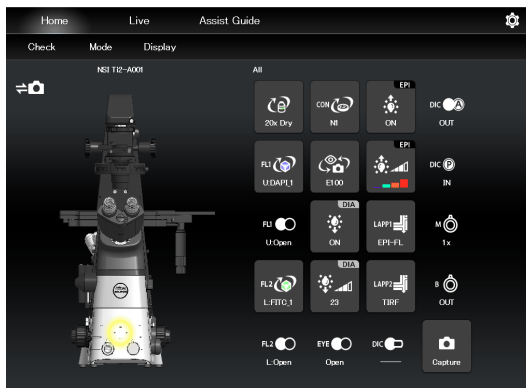 Home Live Assist Guide
Check Mode Display
NSI Ti2-A001
All
EPI
CON
DIC A
20x Dry N1 ON OUT
EPI
FL1
DIC P
U:DAPI_1 E100 IN
DIA
FL1
LAPP1
M
U:Open ON EPI-FL 1x
DIA
FL2
LAPP2
B
L:FITC_1 23 TIRF OUT
FL2 EYE DIC
L:Open Open Capture